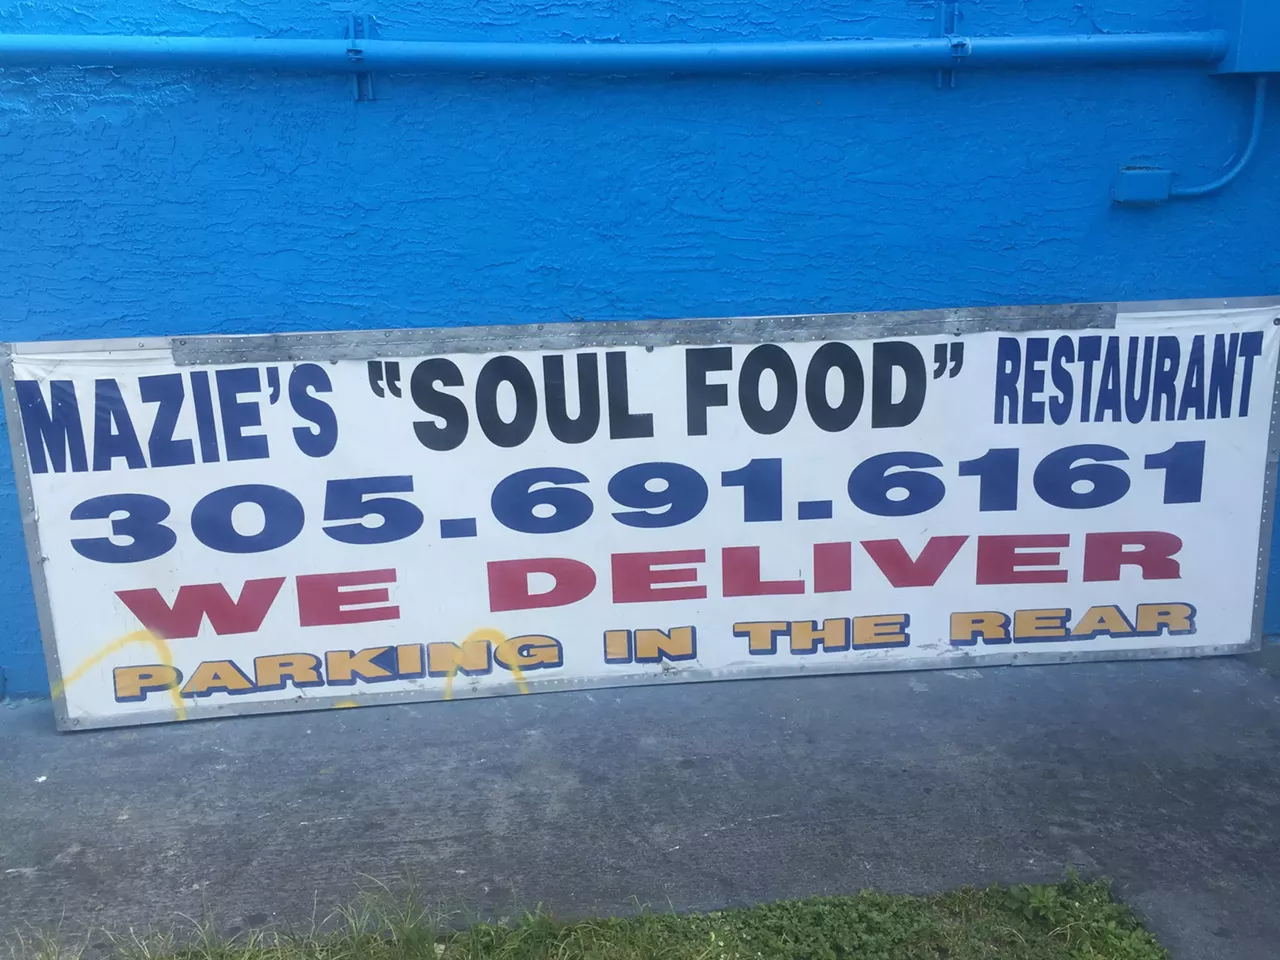 MAZIE'S "SOUL FOOD" RESTAURANT
305.691.6161
WE DELIVER
PARKING IN THE REAR